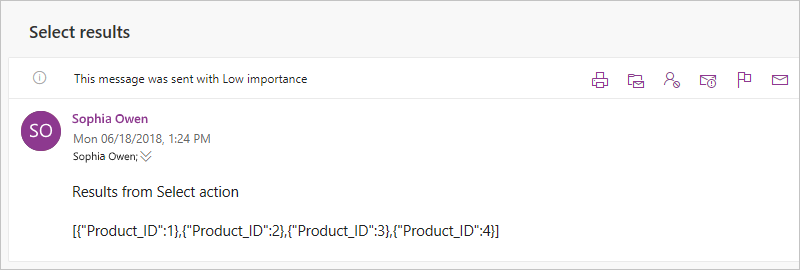 Select results
This message was sent with Low importance
SO
Sophia Owen
Mon 06/18/2018, 1:24 PM
Sophia Owen;
Results from Select action
[{"Product_ID":1},{"Product_ID":2},{"Product_ID":3},{"Product_ID":4}]